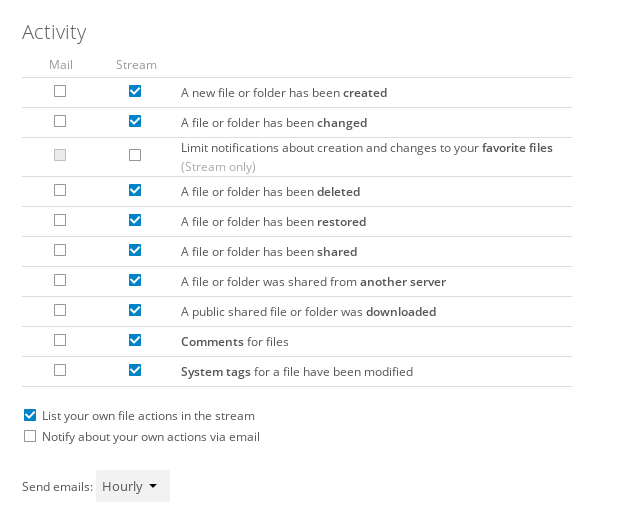 Activity
Mail Stream
A new file or folder has been created
A file or folder has been changed
Limit notifications about creation and changes to your favorite files
(Stream only)
A file or folder has been deleted
A file or folder has been restored
A file or folder has been shared
A file or folder was shared from another server
A public shared file or folder was downloaded
Comments for files
System tags for a file have been modified
List your own file actions in the stream
Notify about your own actions via email
Send emails: Hourly